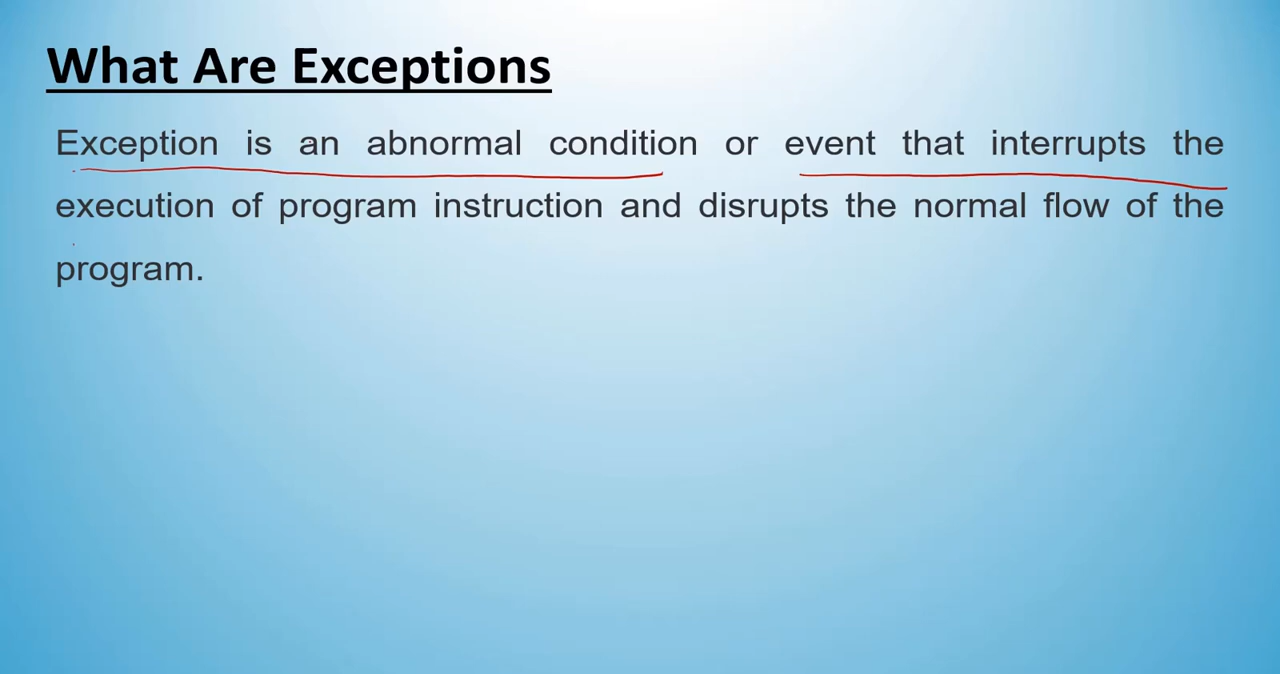 What Are Exceptions
Exception is an abnormal condition or event that interrupts the
execution of program instruction and disrupts the normal flow of the
program.